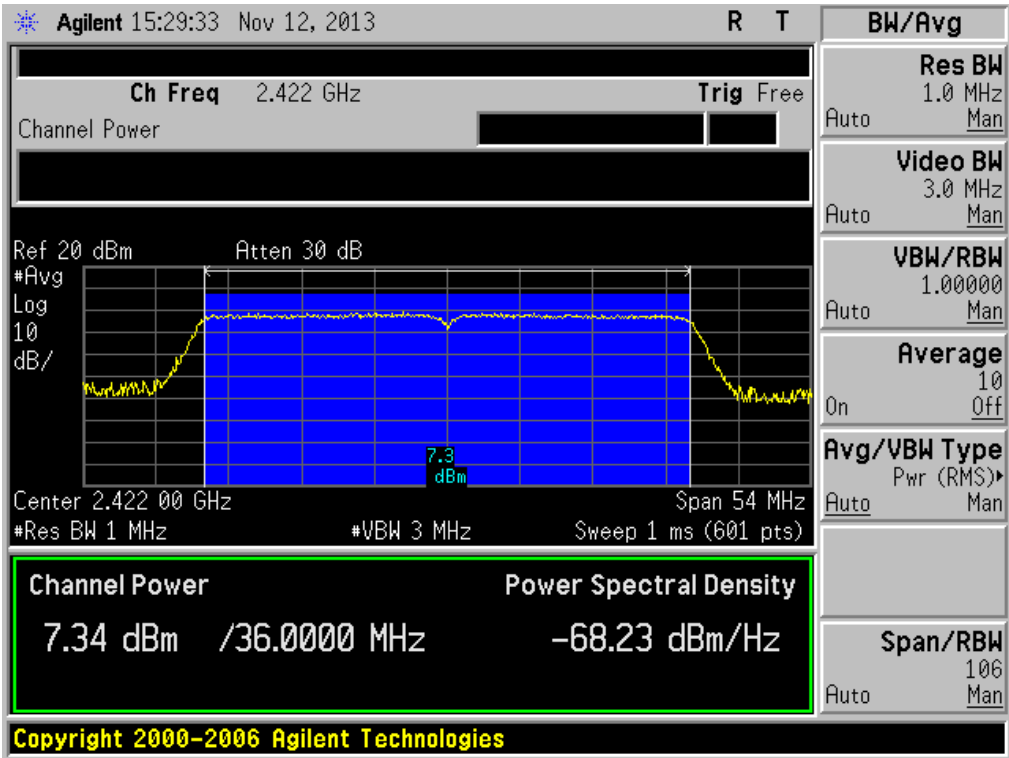 Agilent 15:29:33 Nov 12, 2013 R T
Ch Freq 2.422 GHz Trig Free
Channel Power
Ref 20 dBm Atten 30 dB
#Avg
Log
10
dB/
7.3
dBm
Center 2.422 00 GHz Span 54 MHz
#Res BW 1 MHz #VBW 3 MHz Sweep 1 ms (601 pts)
Channel Power Power Spectral Density
7.34 dBm /36.0000 MHz -68.23 dBm/Hz
Copyright 2000-2006 Agilent Technologies
BW/Avg
Res BW
1.0 MHz
Auto Man
Video BW
3.0 MHz
Auto Man
VBW/RBW
1.00000
Auto Man
Average
10
On Off
Avg/VBW Type
Pwr (RMS)▸
Auto Man
Span/RBW
106
Auto Man